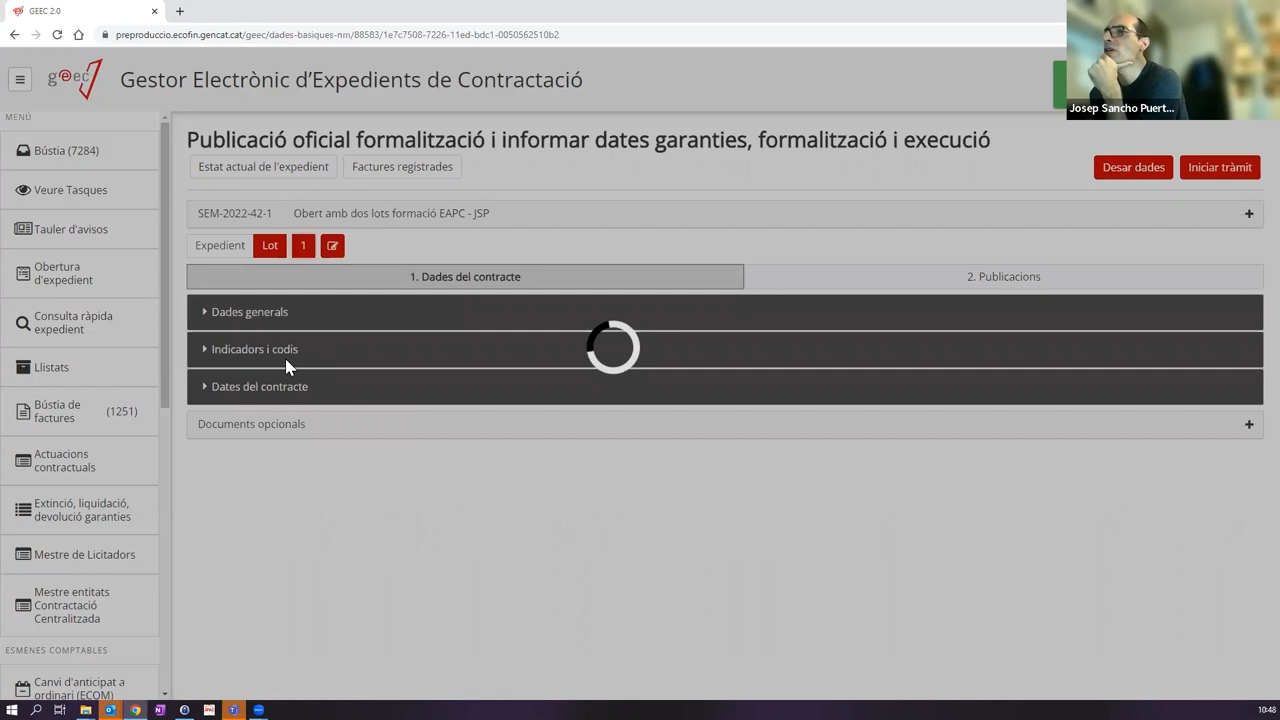 GEEC 2.0
preproduccio.ecofin.gencat.cat/geec/dades-basiques-nm/88583/1e7c7508-7226-11ed-bdc1-0050562510b2
geec
Gestor Electrònic d'Expedients de Contractació
Josep Sancho Puert...
MENÚ
Bústia (7284)
Veure Tasques
Tauler d'avisos
Obertura
d'expedient
Consulta ràpida
expedient
Llistats
Bústia de
factures
(1251)
Actuacions
contractuals
Extinció, liquidació,
devolució garanties
Mestre de Licitadors
Mestre entitats
Contractació
Centralitzada
ESMENES COMPTABLES
Canvi d'anticipat a
ordinari (ECOM)
Publicació oficial formalització i informar dates garanties, formalització i execució
Estat actual de l'expedient
Factures registrades
Desar dades
Iniciar tràmit
SEM-2022-42-1 Obert amb dos lots formació EAPC - JSP
Expedient Lot 1
1. Dades del contracte
2. Publicacions
Dades generals
Indicadors i codis
Dates del contracte
Documents opcionals
10:48